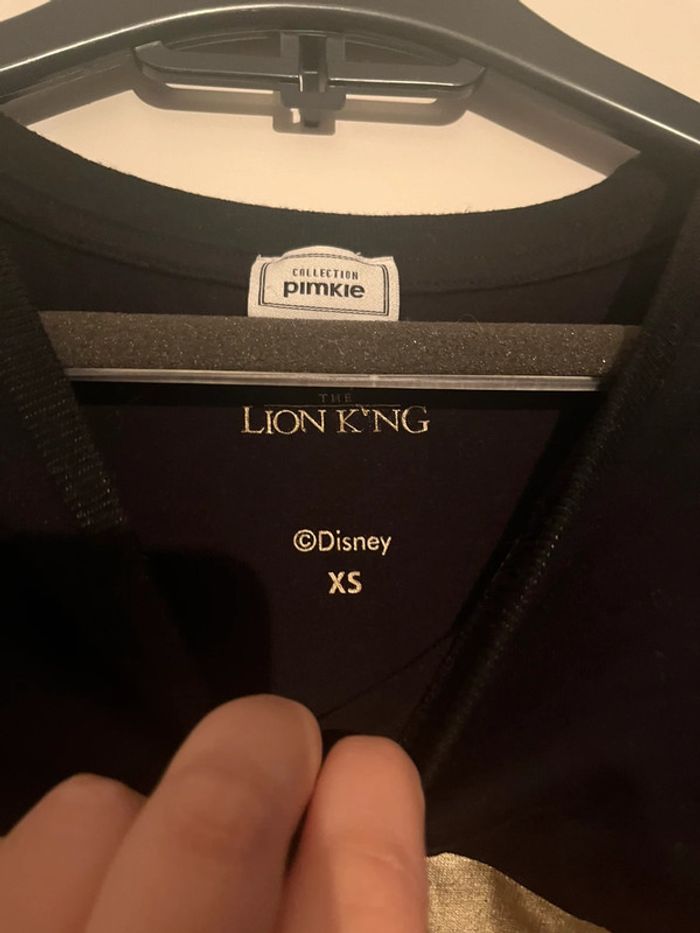 COLLECTION
pimkie
THE
LION KING
©Disney
XS